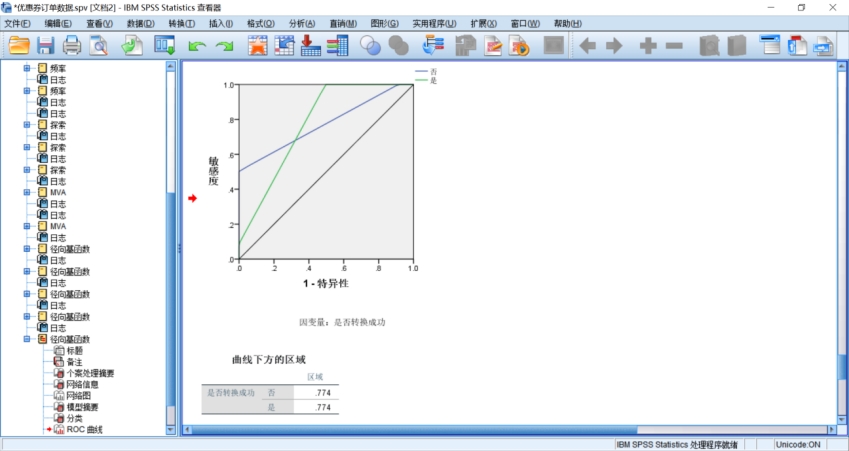 *优惠券订单数据.spv [文档2] - IBM SPSS Statistics 查看器
文件(F) 编辑(E) 查看(V) 数据(D) 转换(T) 插入(I) 格式(O) 分析(A) 直销(M) 图形(G) 实用程序(U) 扩展(X) 窗口(W) 帮助(H)
频率
日志
频率
日志
日志
探索
日志
探索
日志
探索
日志
MVA
日志
日志
MVA
日志
径向基函数
日志
径向基函数
日志
径向基函数
日志
径向基函数
日志
径向基函数
标题
备注
个案处理摘要
网络信息
网络图
模型摘要
分类
ROC 曲线
否
是
1.0
.8
.6
.4
.2
.0
敏感度
.0 .2 .4 .6 .8 1.0
1 - 特异性
因变量：是否转换成功
曲线下方的区域
区域
是否转换成功 否 .774
是 .774
IBM SPSS Statistics 处理程序就绪 Unicode:ON